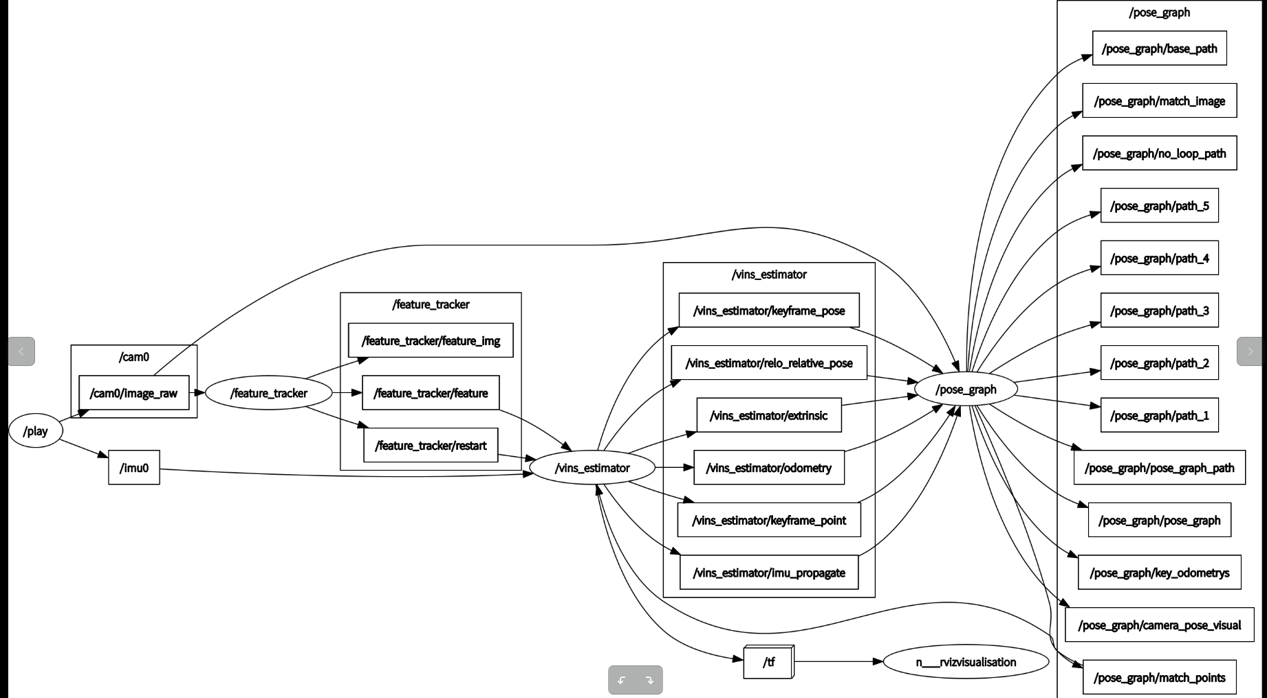 /play
/cam0
/cam0/image_raw
/imu0
/feature_tracker
/feature_tracker
/feature_tracker/feature_img
/feature_tracker/feature
/feature_tracker/restart
/vins_estimator
/vins_estimator
/vins_estimator/keyframe_pose
/vins_estimator/relo_relative_pose
/vins_estimator/extrinsic
/vins_estimator/odometry
/vins_estimator/keyframe_point
/vins_estimator/imu_propagate
/tf
n___rvizvisualisation
/pose_graph
/pose_graph
/pose_graph/base_path
/pose_graph/match_image
/pose_graph/no_loop_path
/pose_graph/path_5
/pose_graph/path_4
/pose_graph/path_3
/pose_graph/path_2
/pose_graph/path_1
/pose_graph/pose_graph_path
/pose_graph/pose_graph
/pose_graph/key_odometrys
/pose_graph/camera_pose_visual
/pose_graph/match_points